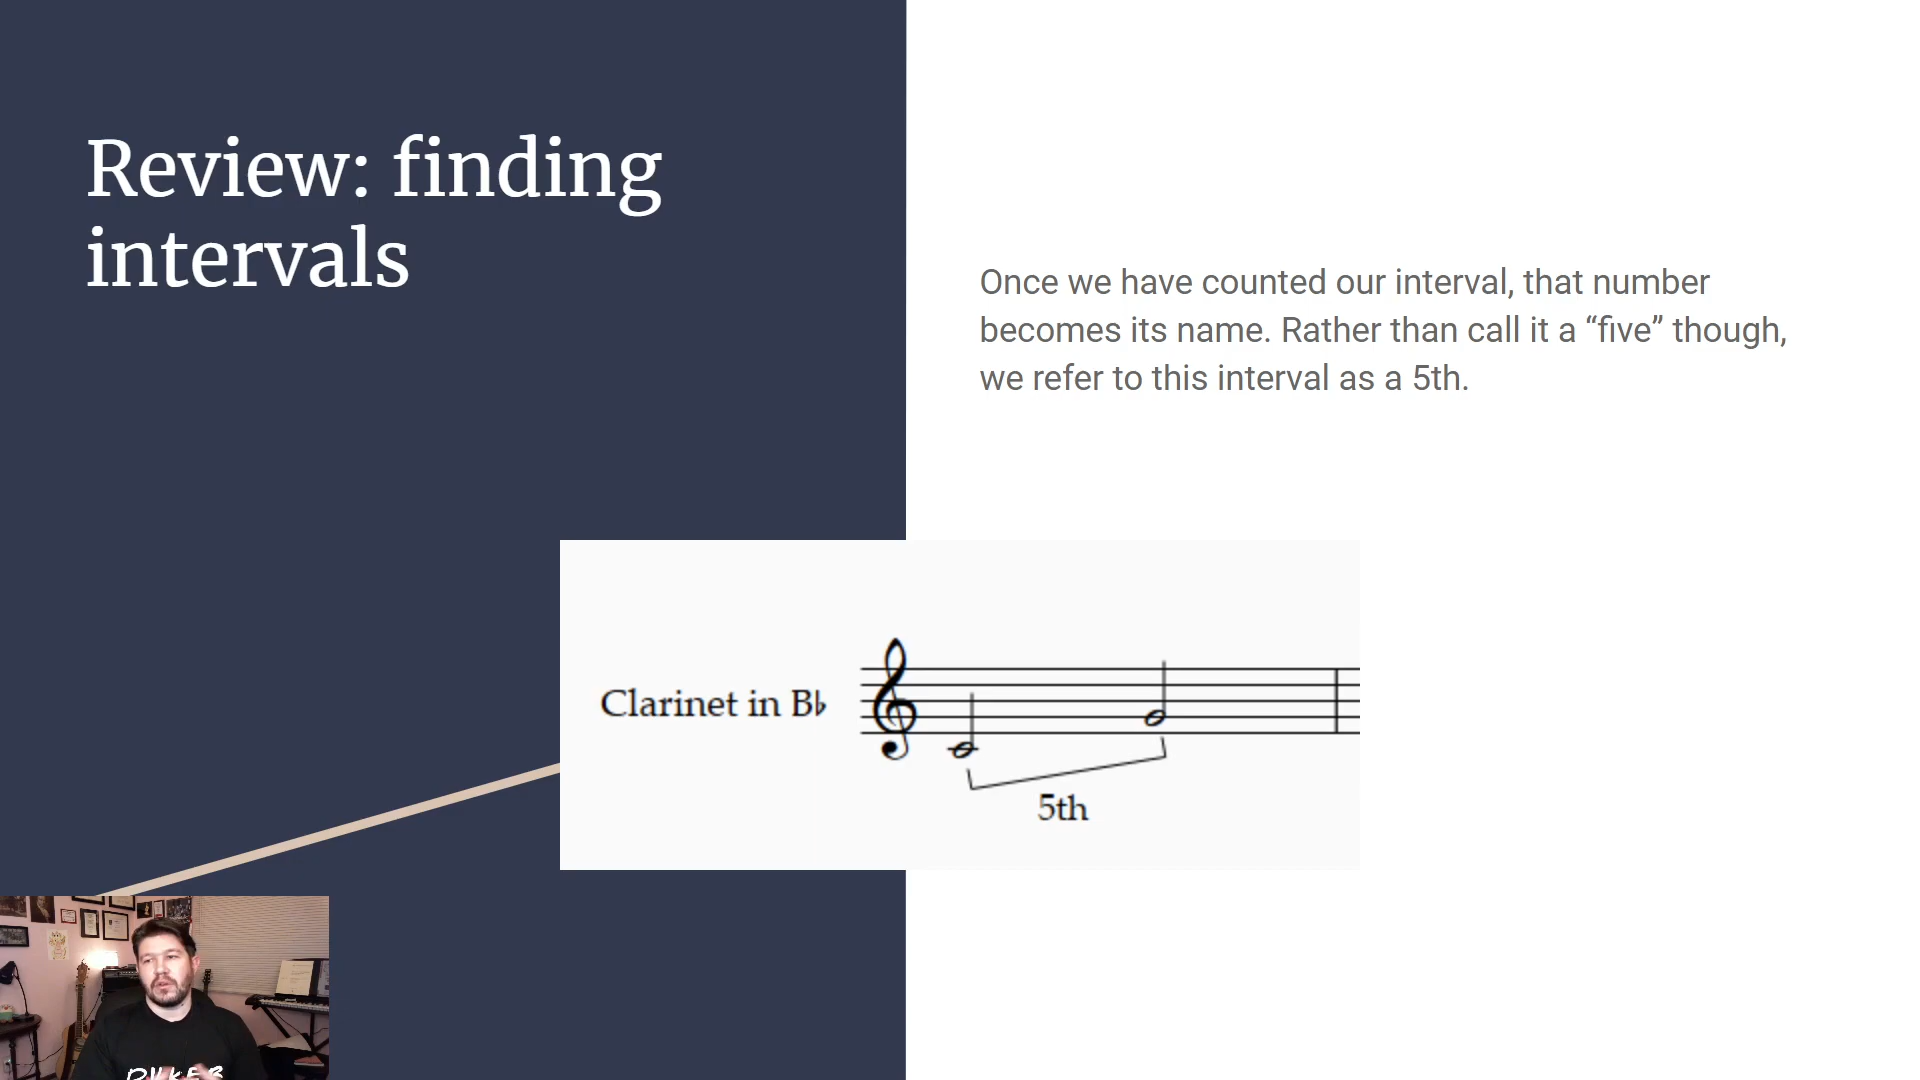 Review: finding
intervals
Once we have counted our interval, that number
becomes its name. Rather than call it a “five” though,
we refer to this interval as a 5th.
Clarinet in B♭
5th